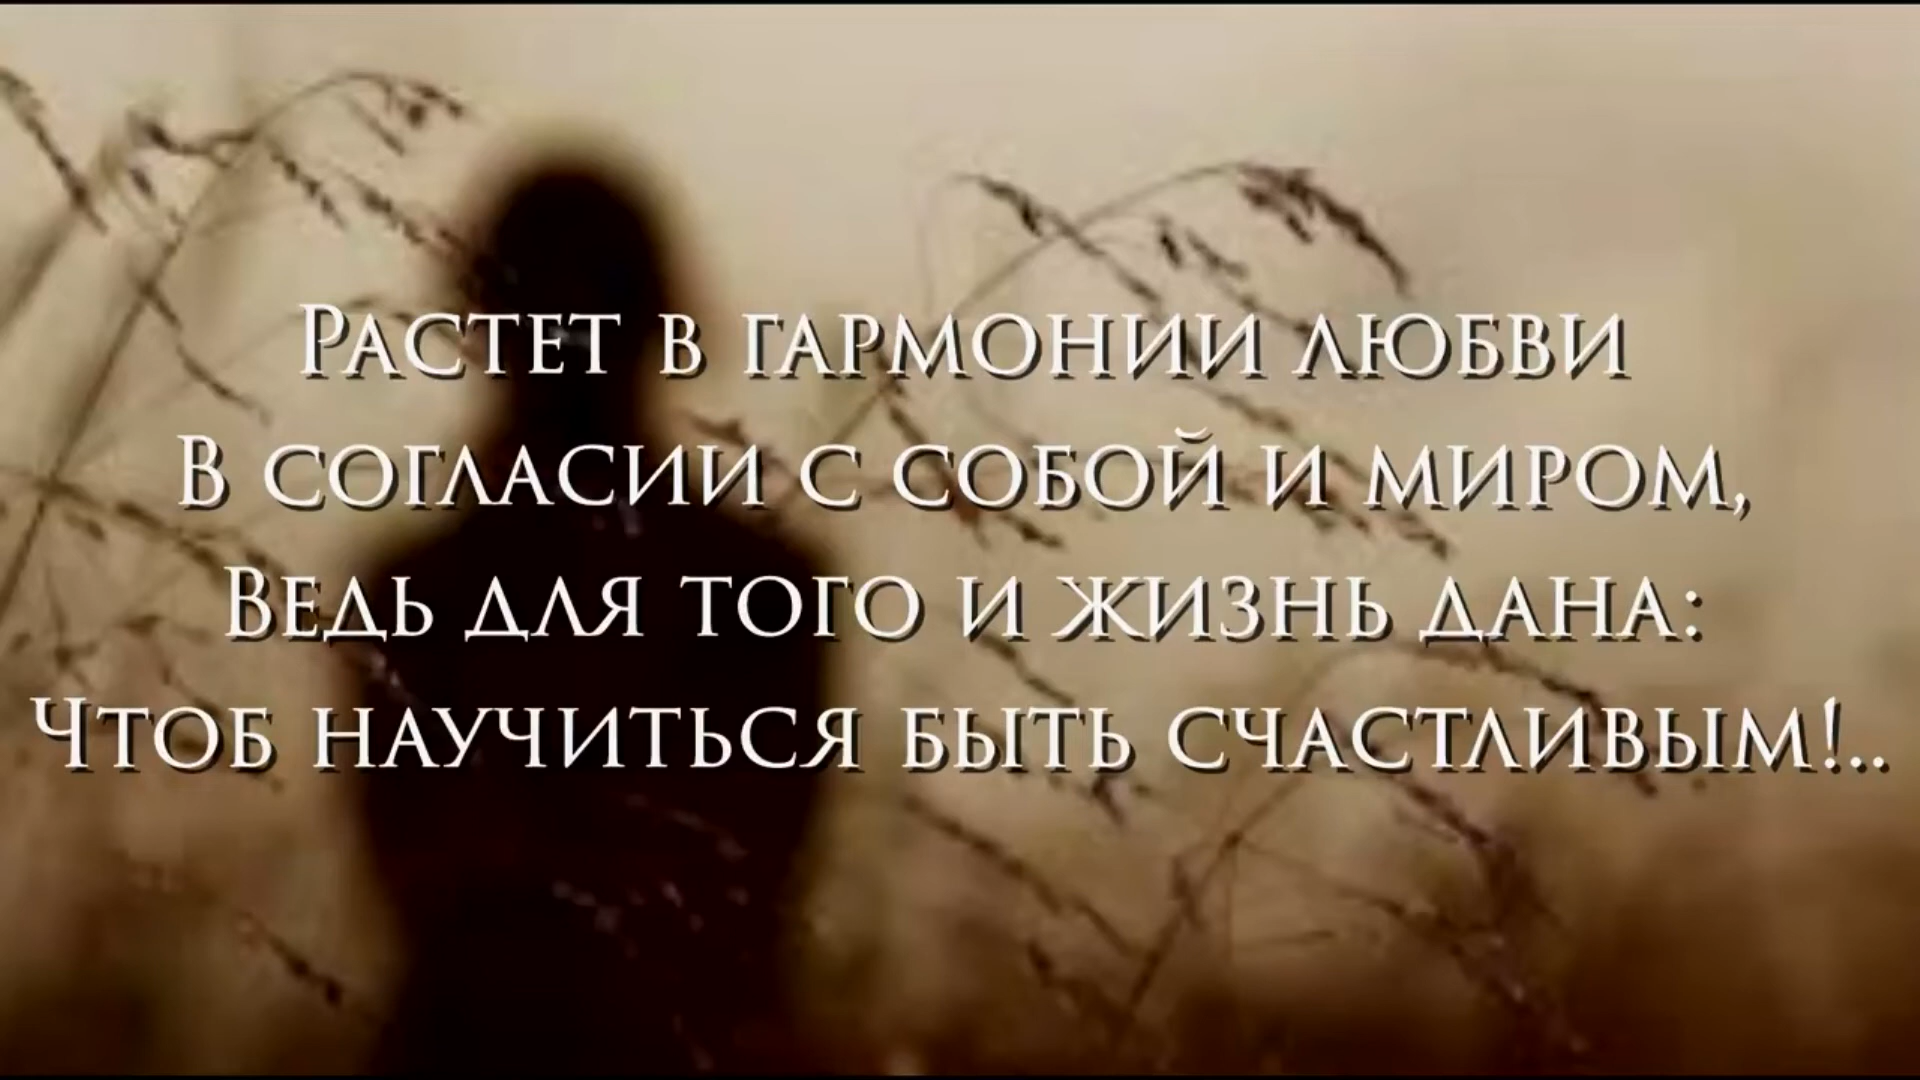 Растет в гармонии любви
В согласии с собой и миром,
Ведь для того и жизнь дана:
Чтоб научиться быть счастливым!..